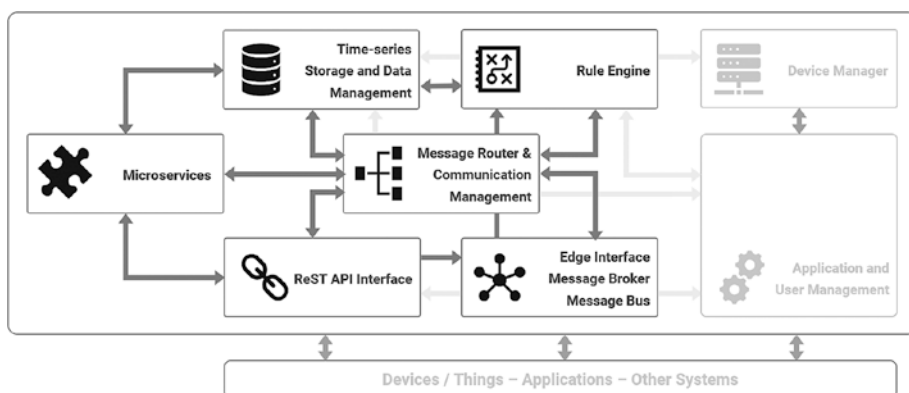 Time-series
Storage and Data
Management
Rule Engine
Device Manager
Microservices
Message Router &
Communication
Management
ReST API Interface
Edge Interface
Message Broker
Message Bus
Application and
User Management
Devices / Things – Applications – Other Systems